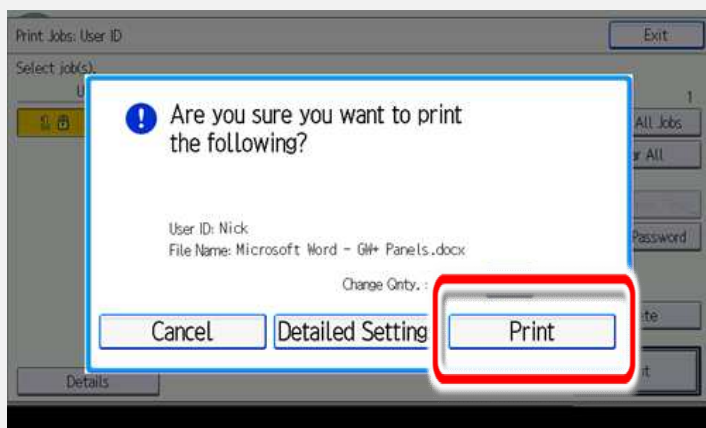 Print Jobs: User ID
Exit
Select job(s).
1
All Jobs
All
Password
Are you sure you want to print
the following?
User ID: Nick
File Name: Microsoft Word - GW+ Panels.docx
Change Qnty. :
Cancel
Detailed Setting
Print
Details